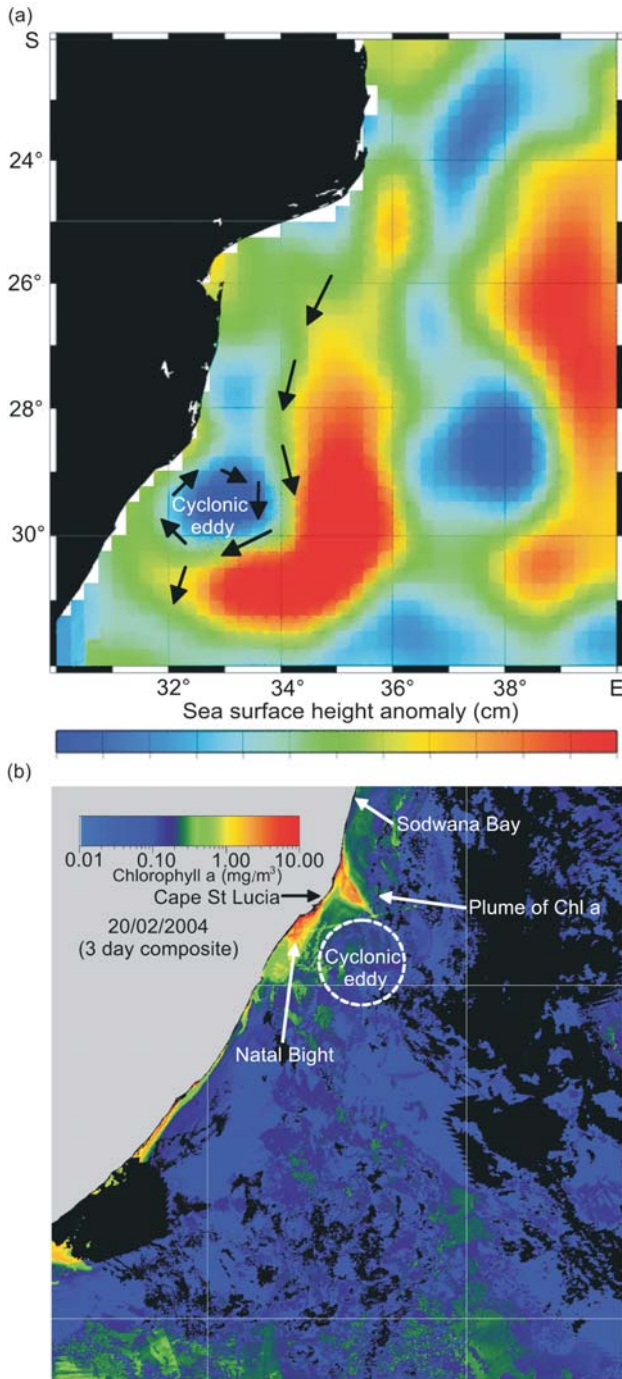 (a)
S
24°
26°
28°
30°
Cyclonic
eddy
32°
34°
36°
38°
E
Sea surface height anomaly (cm)
(b)
Sodwana Bay
0.01
0.10
1.00
10.00
Chlorophyll a (mg/m³)
Cape St Lucia
Plume of Chl a
20/02/2004
(3 day composite)
Cyclonic
eddy
Natal Bight